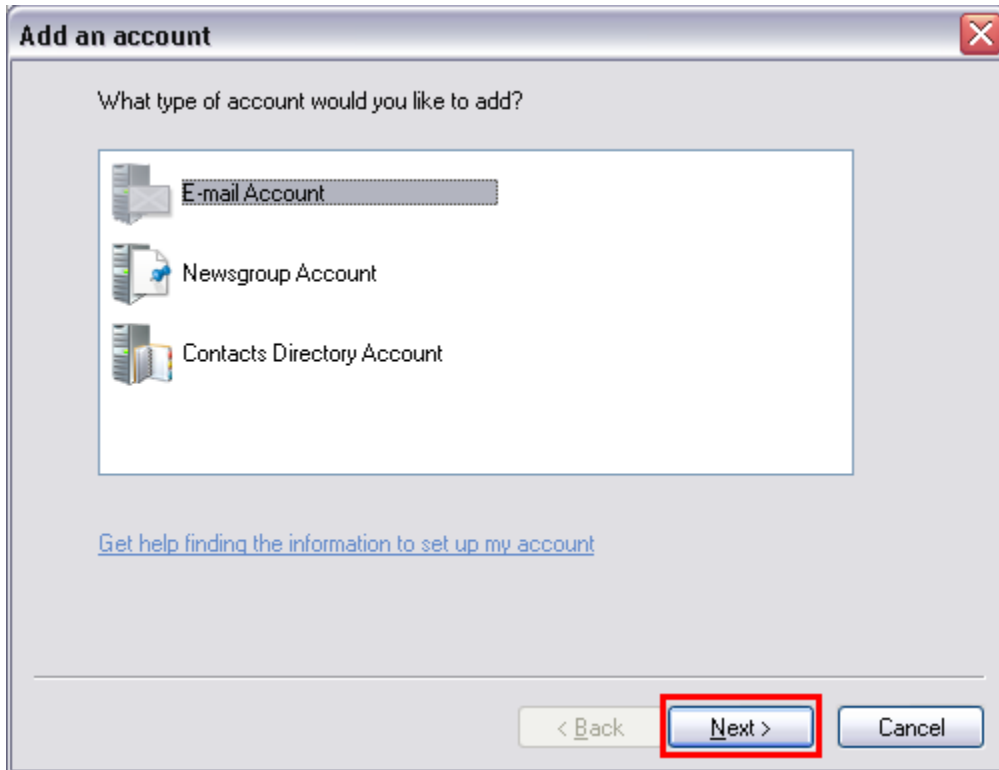 Add an account
What type of account would you like to add?
E-mail Account
Newsgroup Account
Contacts Directory Account
Get help finding the information to set up my account
< Back Next > Cancel